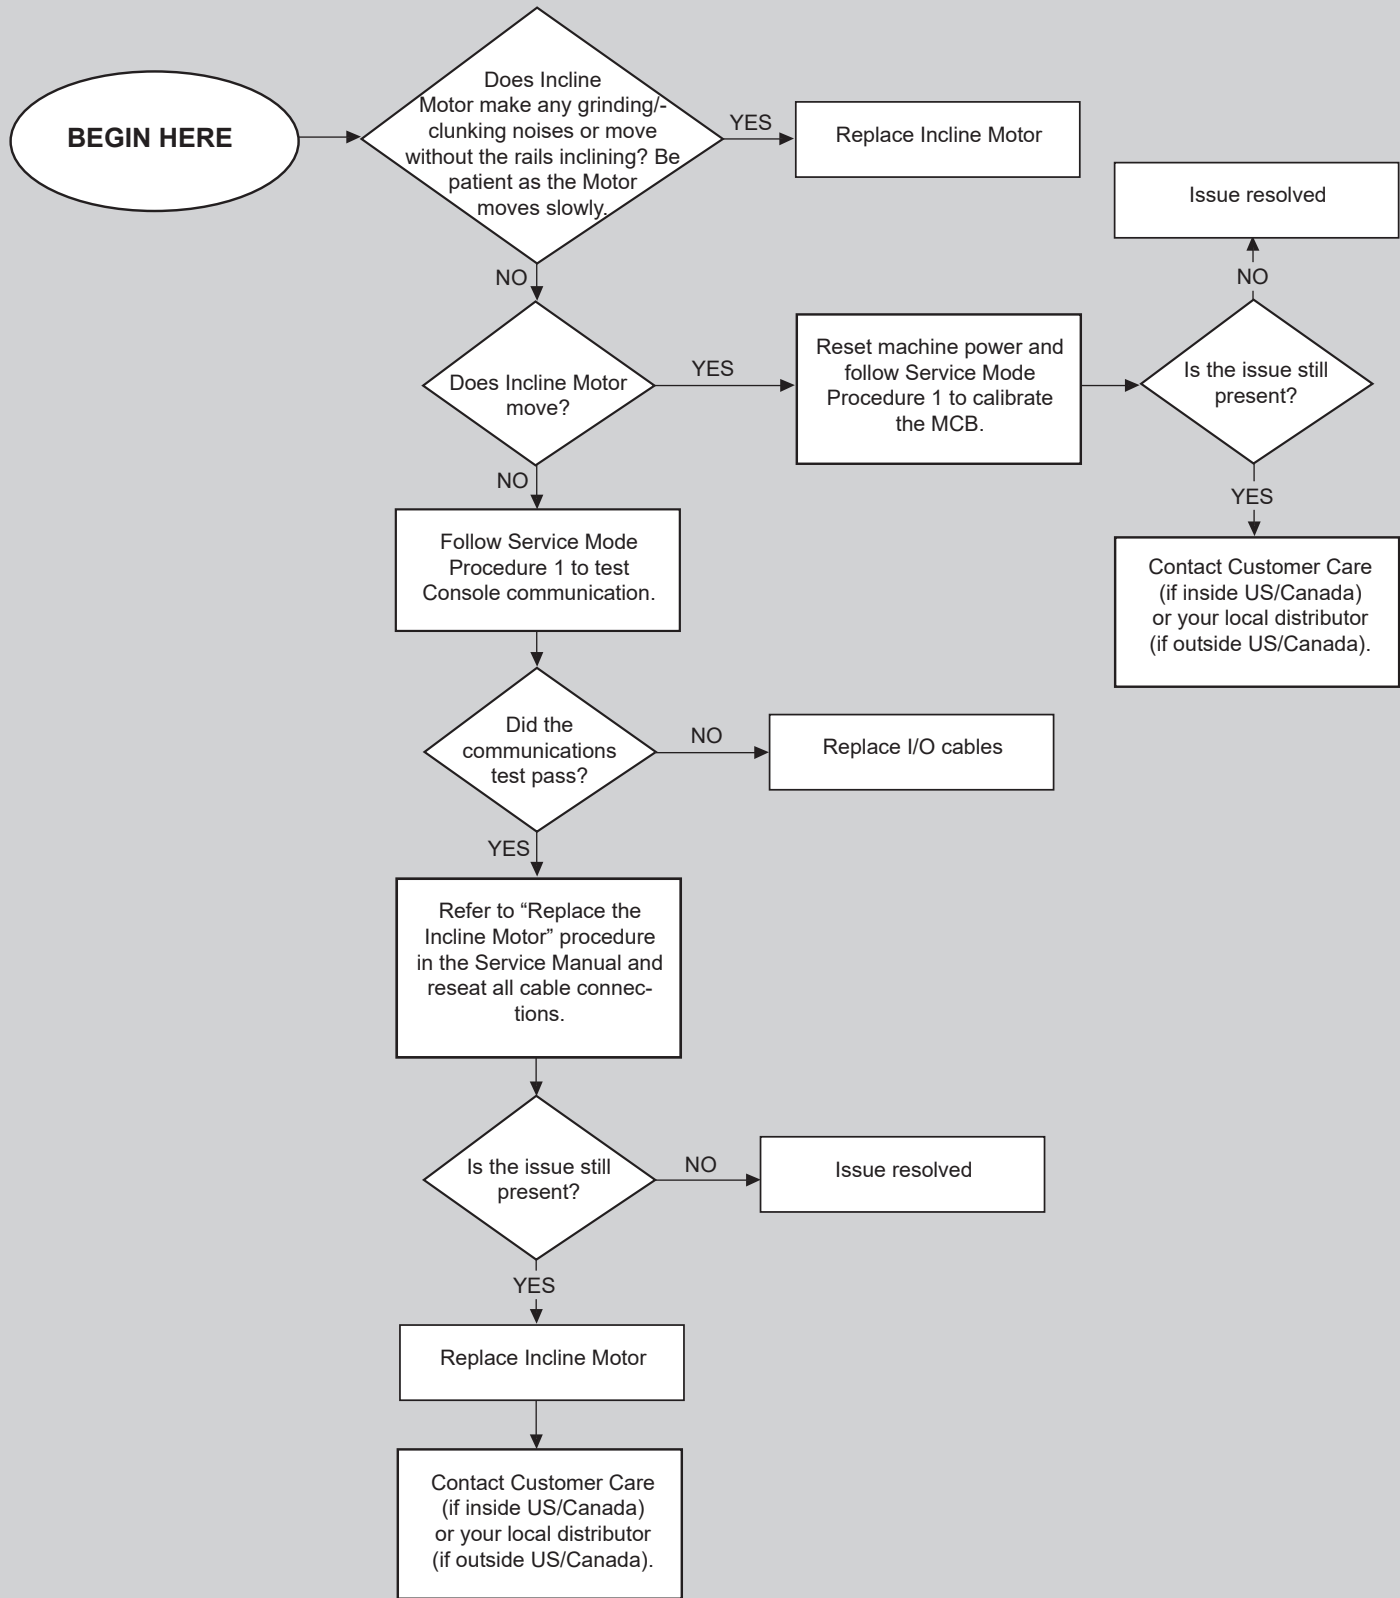 BEGIN HERE
Does Incline
Motor make any grinding/-
clunking noises or move
without the rails inclining? Be
patient as the Motor
moves slowly.
YES
Replace Incline Motor
NO
Does Incline Motor
move?
YES
Reset machine power and
follow Service Mode
Procedure 1 to calibrate
the MCB.
Is the issue still
present?
NO
Issue resolved
YES
Contact Customer Care
(if inside US/Canada)
or your local distributor
(if outside US/Canada).
NO
Follow Service Mode
Procedure 1 to test
Console communication.
Did the
communications
test pass?
NO
Replace I/O cables
YES
Refer to “Replace the
Incline Motor” procedure
in the Service Manual and
reseat all cable connec-
tions.
Is the issue still
present?
NO
Issue resolved
YES
Replace Incline Motor
Contact Customer Care
(if inside US/Canada)
or your local distributor
(if outside US/Canada).